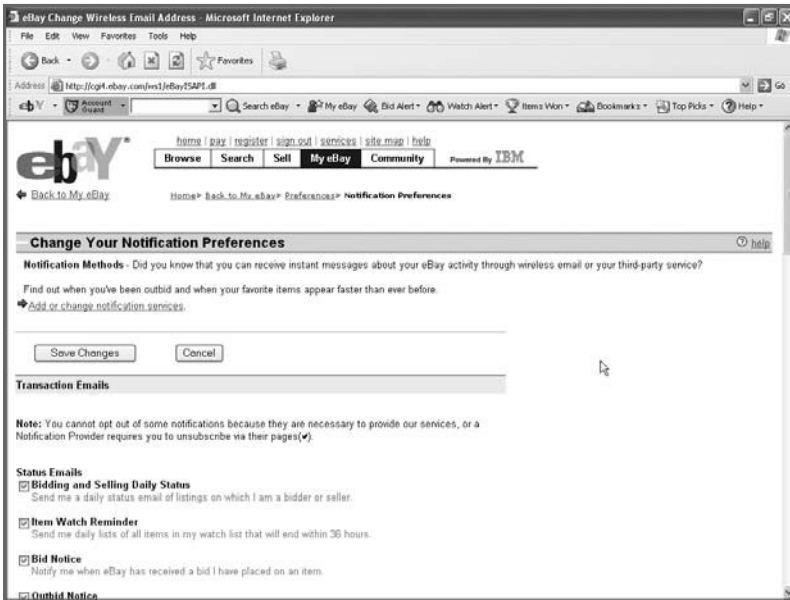 eBay Change Wireless Email Address - Microsoft Internet Explorer
File Edit View Favorites Tools Help
Back Favorites
Address http://cgi4.ebay.com/ws1/eBayISAPI.dll Go
ebY Account Guard Search eBay My eBay Bid Alert Watch Alert Items Won Bookmarks Top Picks Help
ebaY
home | pay | register | sign out | services | site map | help
Browse Search Sell My eBay Community Powered By IBM
Back to My eBay Home > Back to My eBay > Preferences > Notification Preferences
Change Your Notification Preferences help
Notification Methods - Did you know that you can receive instant messages about your eBay activity through wireless email or your third-party service?
Find out when you've been outbid and when your favorite items appear faster than ever before.
Add or change notification services.
Save Changes Cancel
Transaction Emails
Note: You cannot opt out of some notifications because they are necessary to provide our services, or a
Notification Provider requires you to unsubscribe via their pages(✔).
Status Emails
Bidding and Selling Daily Status
Send me a daily status email of listings on which I am a bidder or seller.
Item Watch Reminder
Send me daily lists of all items in my watch list that will end within 36 hours.
Bid Notice
Notify me when eBay has received a bid I have placed on an item.
Outbid Notice